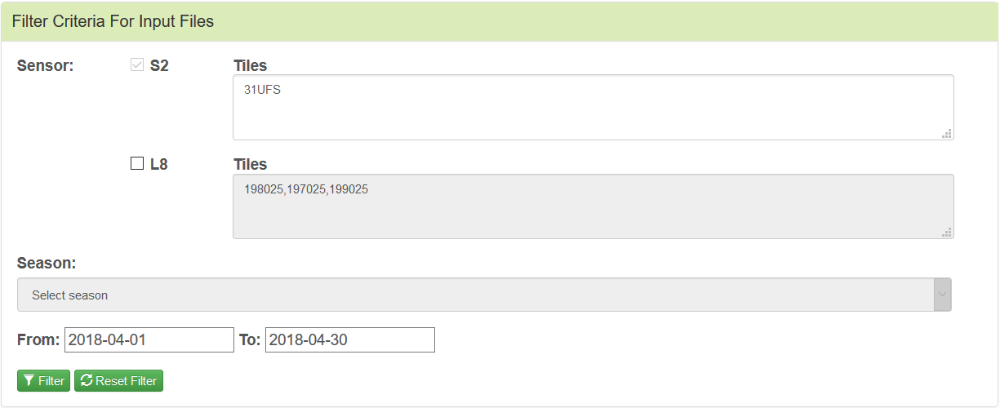 Filter Criteria For Input Files
Sensor: S2 Tiles
31UFS
L8 Tiles
198025,197025,199025
Season:
Select season
From: 2018-04-01 To: 2018-04-30
Filter Reset Filter